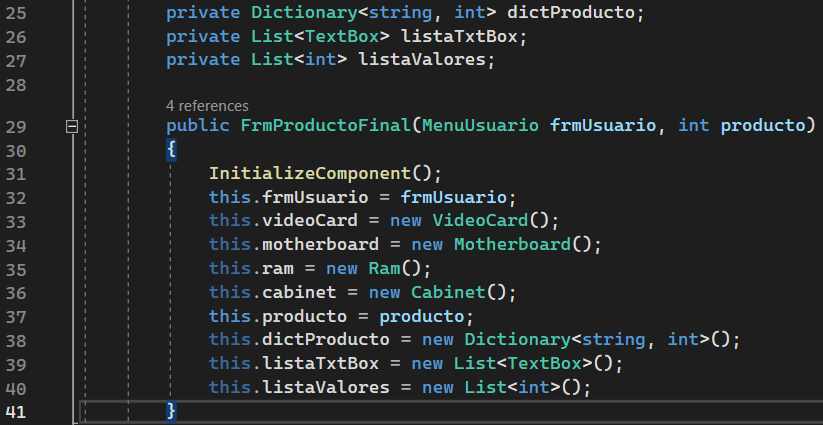 25 private Dictionary<string, int> dictProducto;
26 private List<TextBox> listaTxtBox;
27 private List<int> listaValores;
28
4 references
29 public FrmProductoFinal(MenuUsuario frmUsuario, int producto)
30 {
31 InitializeComponent();
32 this.frmUsuario = frmUsuario;
33 this.videoCard = new VideoCard();
34 this.motherboard = new Motherboard();
35 this.ram = new Ram();
36 this.cabinet = new Cabinet();
37 this.producto = producto;
38 this.dictProducto = new Dictionary<string, int>();
39 this.listaTxtBox = new List<TextBox>();
40 this.listaValores = new List<int>();
41 }